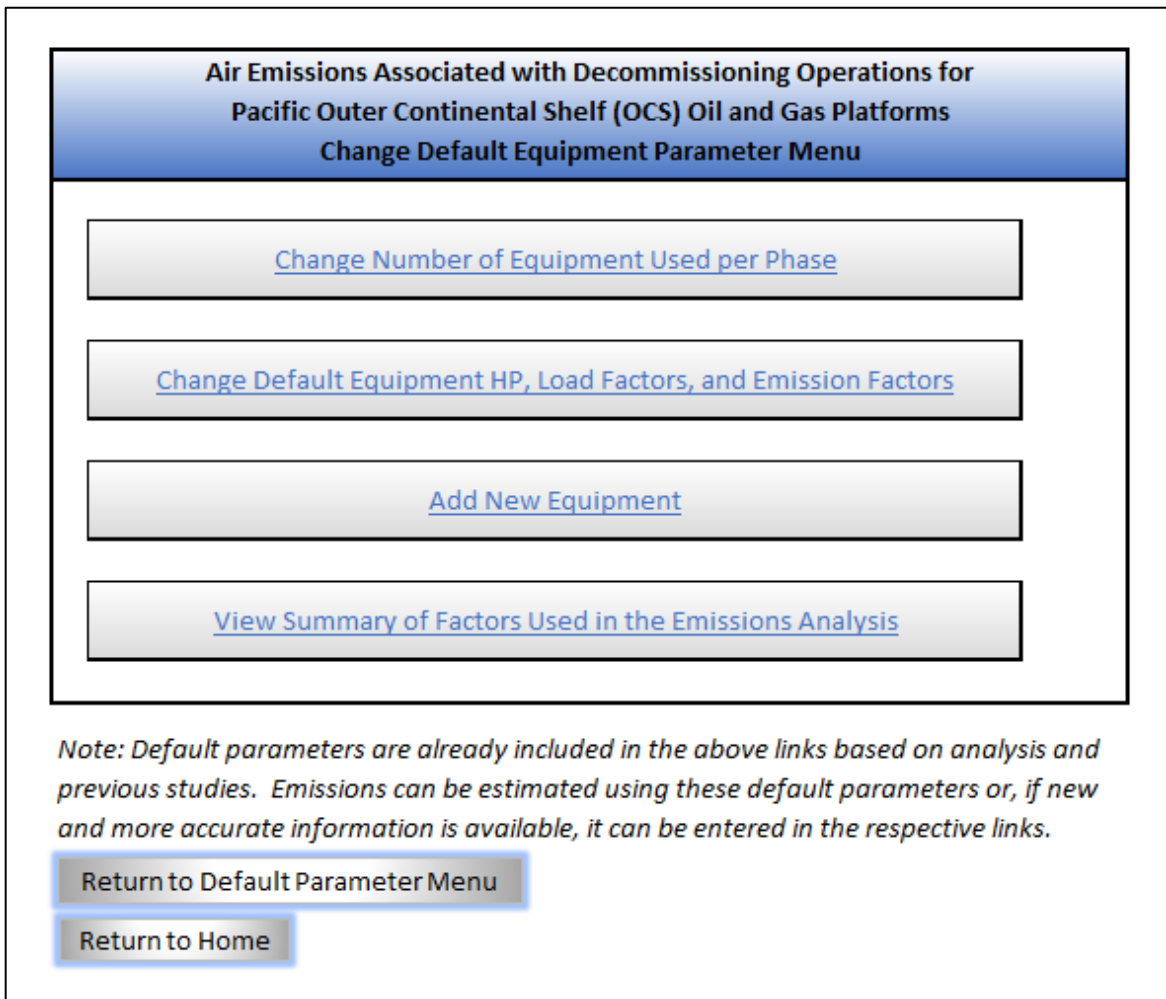 Air Emissions Associated with Decommissioning Operations for
Pacific Outer Continental Shelf (OCS) Oil and Gas Platforms
Change Default Equipment Parameter Menu
Change Number of Equipment Used per Phase
Change Default Equipment HP, Load Factors, and Emission Factors
Add New Equipment
View Summary of Factors Used in the Emissions Analysis
Note: Default parameters are already included in the above links based on analysis and
previous studies.  Emissions can be estimated using these default parameters or, if new
and more accurate information is available, it can be entered in the respective links.
Return to Default Parameter Menu
Return to Home